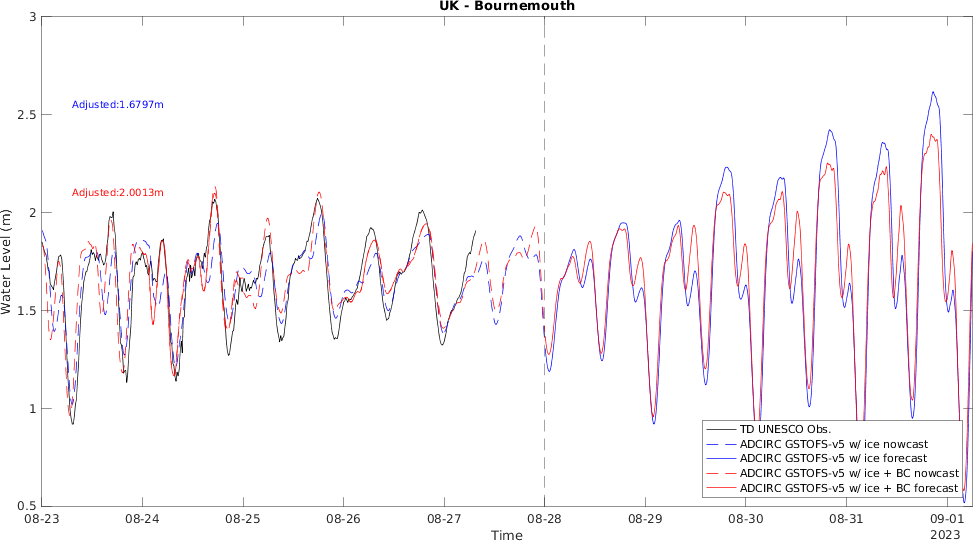 UK - Bournemouth
3
2.5
2
1.5
1
0.5
Water Level (m)
Adjusted:1.6797m
Adjusted:2.0013m
TD UNESCO Obs.
ADCIRC GSTOFS-v5 w/ ice nowcast
ADCIRC GSTOFS-v5 w/ ice forecast
ADCIRC GSTOFS-v5 w/ ice + BC nowcast
ADCIRC GSTOFS-v5 w/ ice + BC forecast
08-23 08-24 08-25 08-26 08-27 08-28 08-29 08-30 08-31 09-01
2023
Time